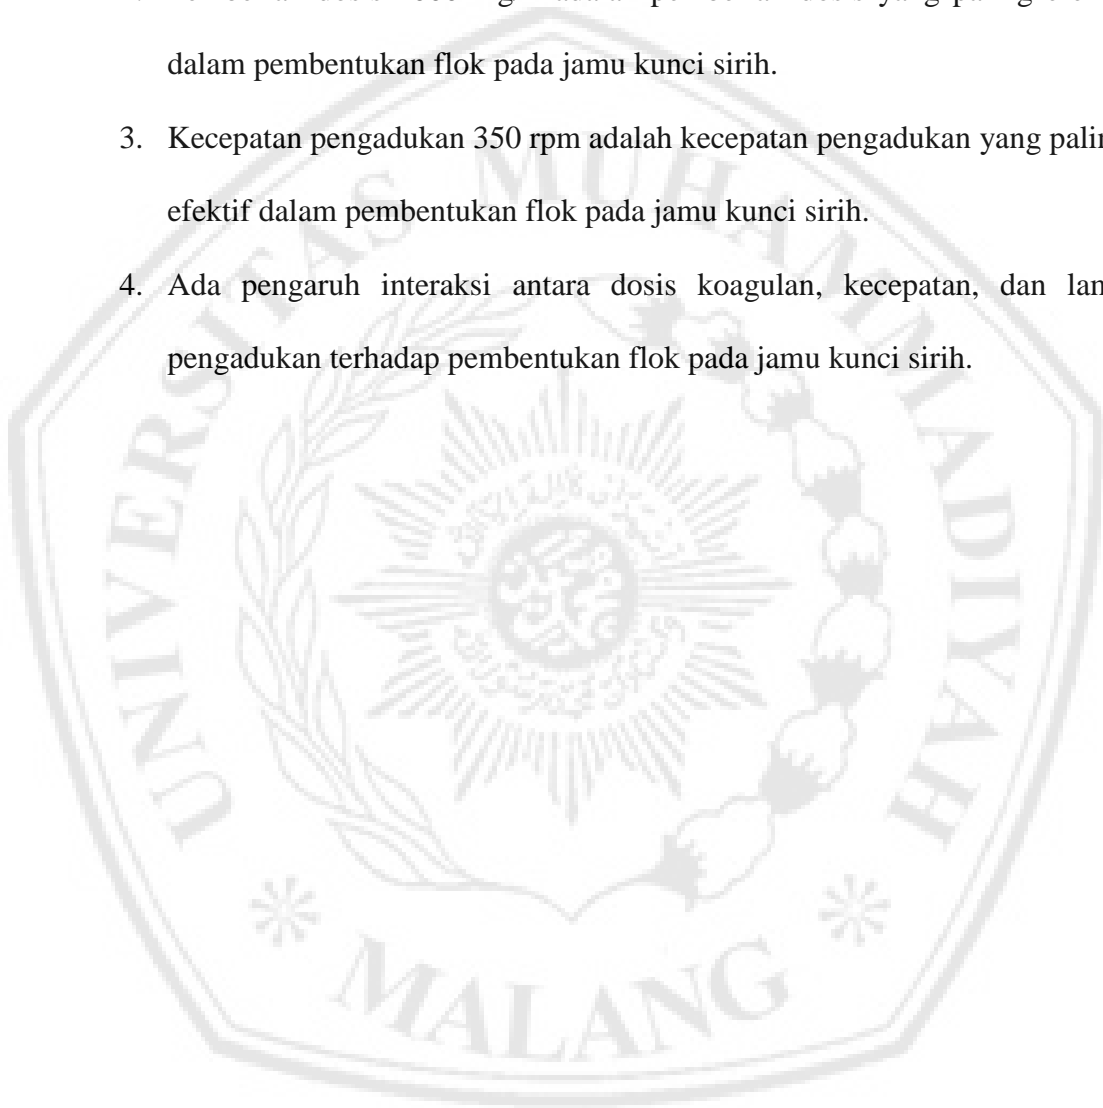 dalam pembentukan flok pada jamu kunci sirih.
3. Kecepatan pengadukan 350 rpm adalah kecepatan pengadukan yang palin
efektif dalam pembentukan flok pada jamu kunci sirih.
4. Ada pengaruh interaksi antara dosis koagulan, kecepatan, dan lam
pengadukan terhadap pembentukan flok pada jamu kunci sirih.
UNIVERSITAS MUHAMMADIYAH
MALANG